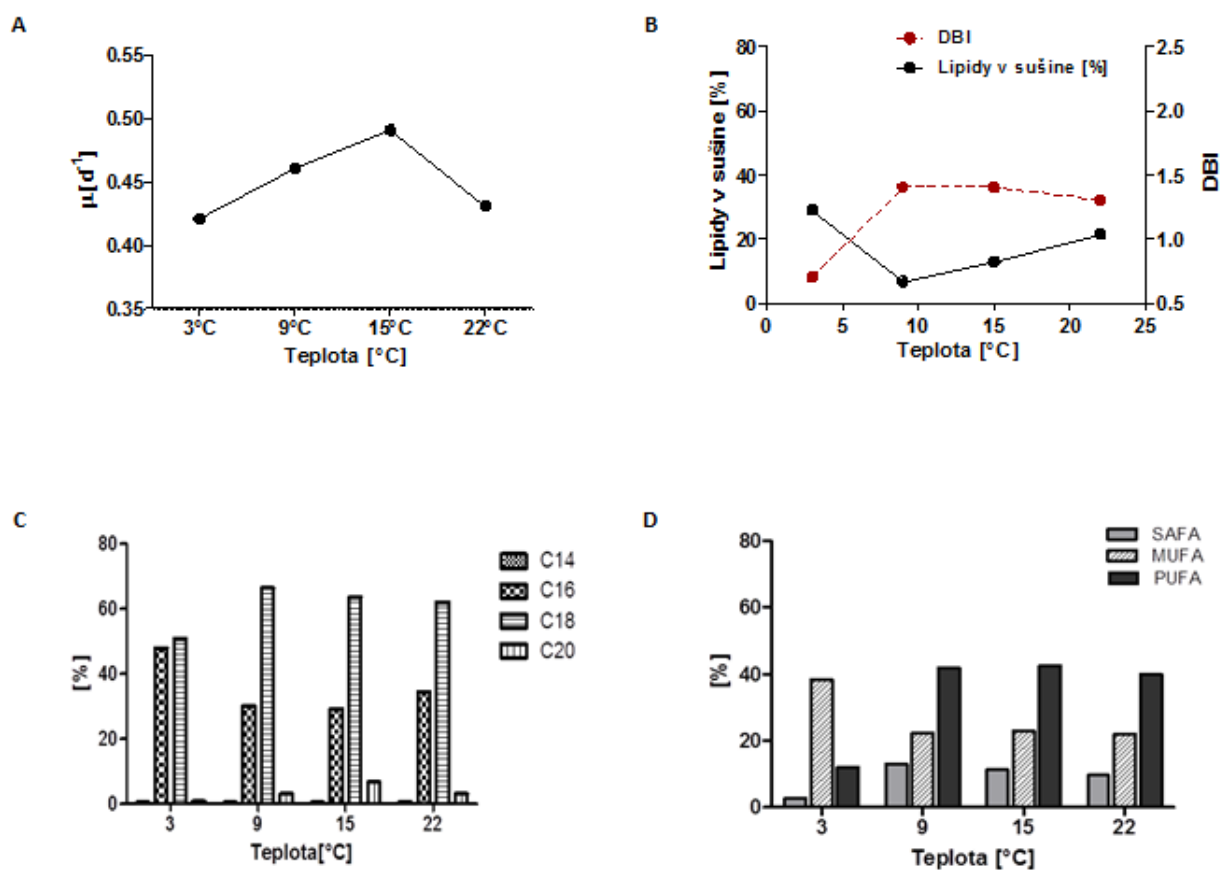 A
0.55
0.50
0.45
0.40
0.35
μ[d⁻¹]
3°C 9°C 15°C 22°C
Teplota [°C]
B
DBI
Lipidy v sušine [%]
80
60
40
20
0
Lipidy v sušine [%]
2.5
2.0
1.5
1.0
0.5
DBI
0 5 10 15 20 25
Teplota [°C]
C
80
60
40
20
0
[%]
C14
C16
C18
C20
3 9 15 22
Teplota[°C]
D
80
60
40
20
0
[%]
SAFA
MUFA
PUFA
3 9 15 22
Teplota [°C]